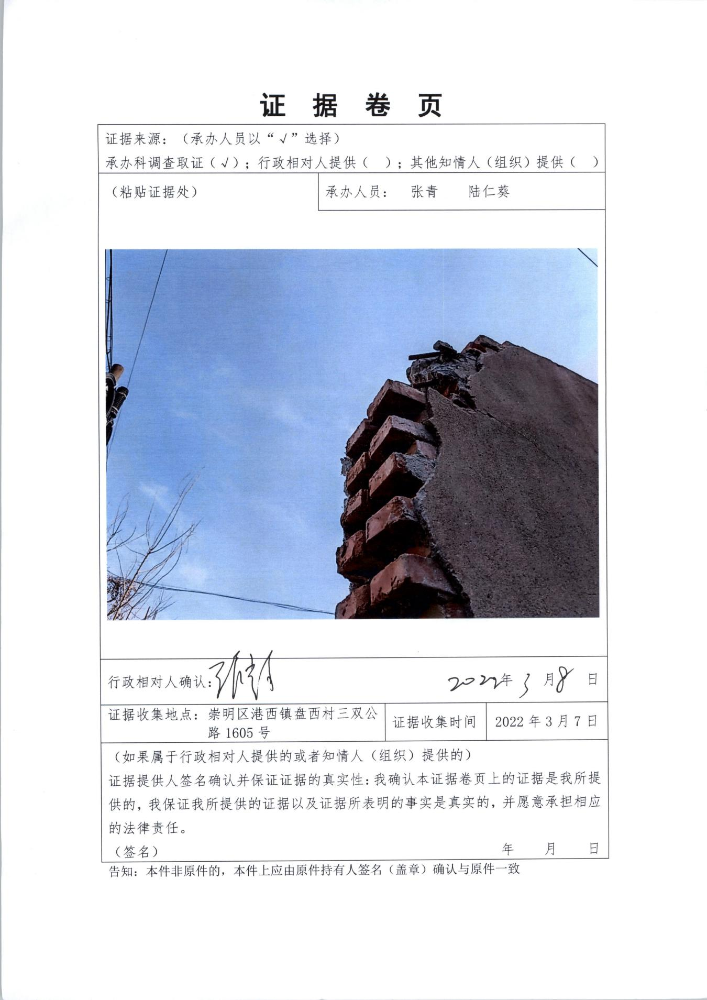 证据卷页
证据来源：（承办人员以“√”选择）
承办科调查取证（√）；行政相对人提供（ ）；其他知情人（组织）提供（ ）
（粘贴证据处）
承办人员： 张青 陆仁葵
行政相对人确认：
2022年 3 月 8 日
证据收集地点：崇明区港西镇盘西村三双公
路 1605 号
证据收集时间
2022 年 3 月 7 日
（如果属于行政相对人提供的或者知情人（组织）提供的）
证据提供人签名确认并保证证据的真实性：我确认本证据卷页上的证据是我所提
供的，我保证我所提供的证据以及证据所表明的事实是真实的，并愿意承担相应
的法律责任。
（签名） 年 月 日
告知：本件非原件的，本件上应由原件持有人签名（盖章）确认与原件一致